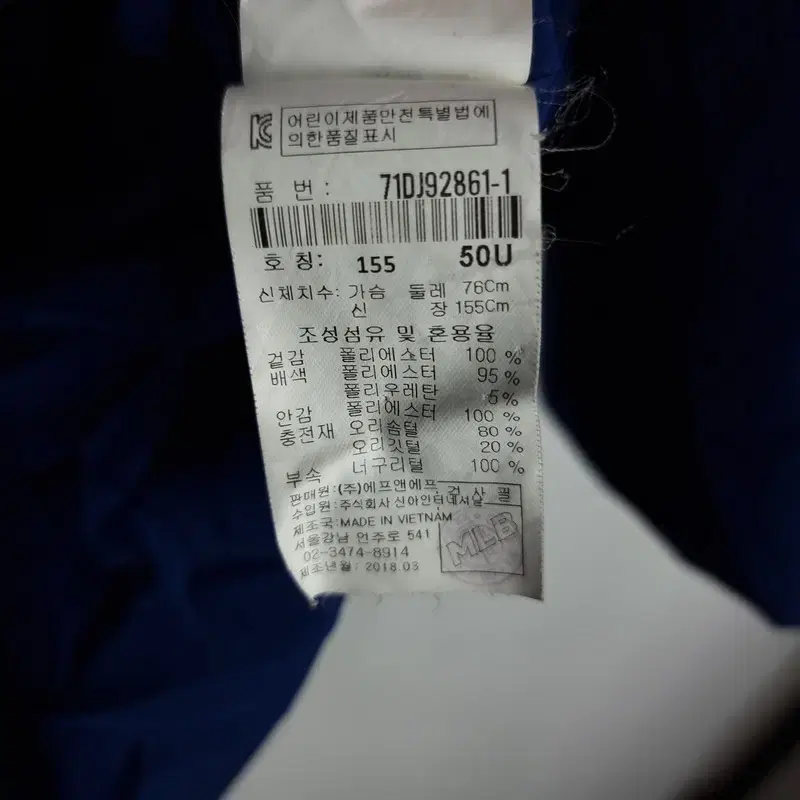 어린이제품안전특별법에
의한품질표시
품 번 : 71DJ92861-1
호 칭: 155 50U
신체치수: 가슴 둘레 76Cm
신 장 155Cm
조성섬유 및 혼용율
겉감 폴리에스터 100 %
배색 폴리에스터 95 %
폴리우레탄 5 %
안감 폴리에스터 100 %
충전재 오리솜털 80 %
오리깃털 20 %
부속 너구리털 100 %
판매원:(주)에프앤에프 검사필
수입원:주식회사 신아인터네셔날
제조국:MADE IN VIETNAM
서울강남 언주로 541
02-3474-8914
제조년월: 2018.03
MLB